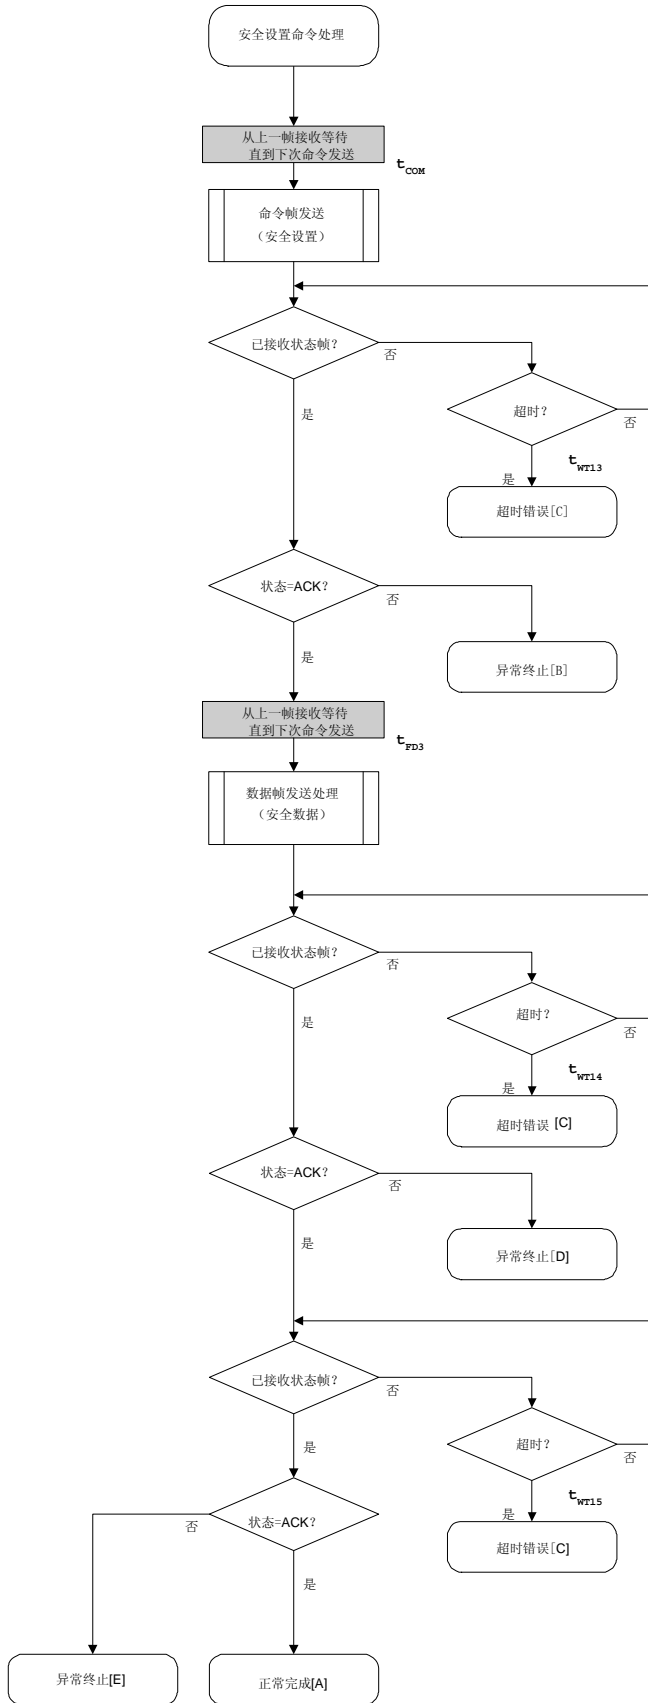 安全设置命令处理
从上一帧接收等待
直到下次命令发送
tCOM
命令帧发送
（安全设置）
已接收状态帧？
否
超时？
是
否
tWT13
是
超时错误[C]
状态=ACK？
否
是
异常终止[B]
从上一帧接收等待
直到下次命令发送
tFD3
数据帧发送处理
（安全数据）
已接收状态帧？
否
超时？
是
否
tWT14
是
超时错误 [C]
状态=ACK？
否
是
异常终止[D]
已接收状态帧？
否
超时？
是
否
tWT15
是
状态=ACK？
否
超时错误[C]
是
异常终止[E]
正常完成[A]